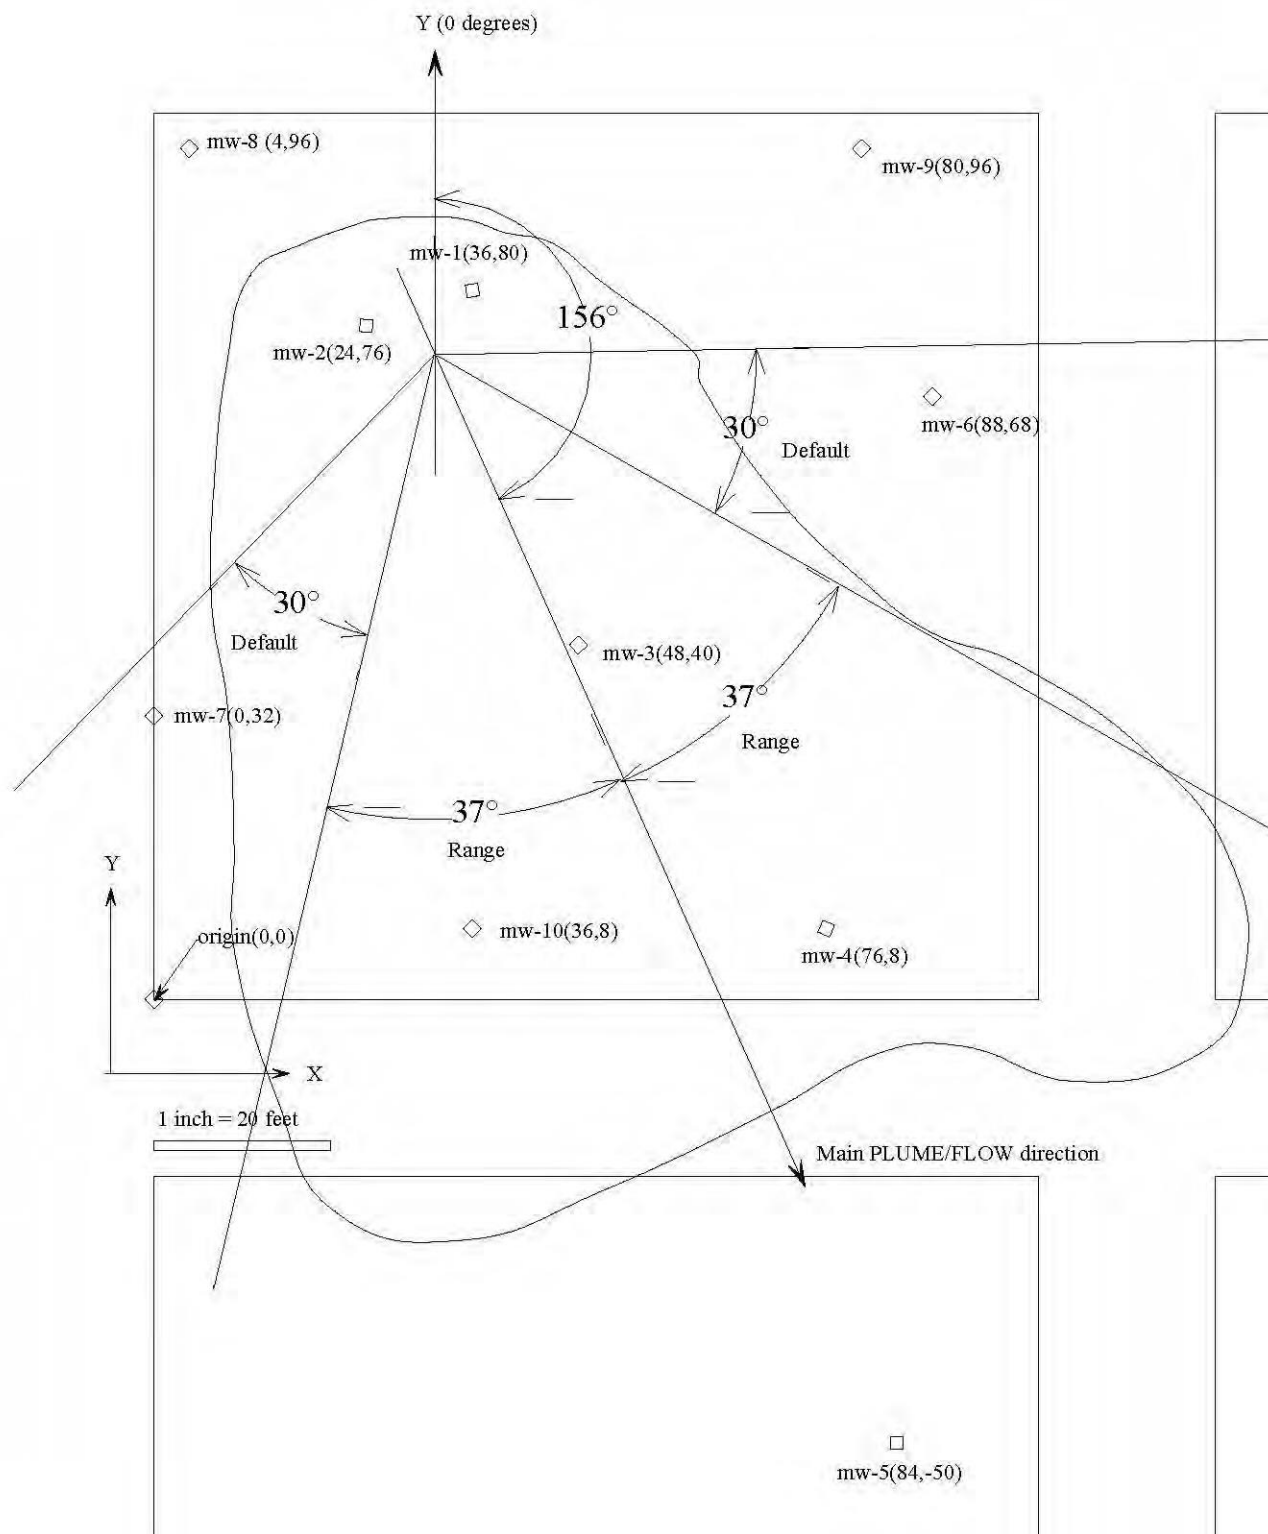 Y (0 degrees)
mw-8 (4,96)
mw-9(80,96)
mw-1(36,80)
156°
mw-2(24,76)
30°
Default
mw-6(88,68)
30°
Default
mw-3(48,40)
37°
Range
mw-7(0,32)
37°
Range
Y
mw-10(36,8)
origin(0,0)
mw-4(76,8)
X
1 inch = 20 feet
Main PLUME/FLOW direction
mw-5(84,-50)